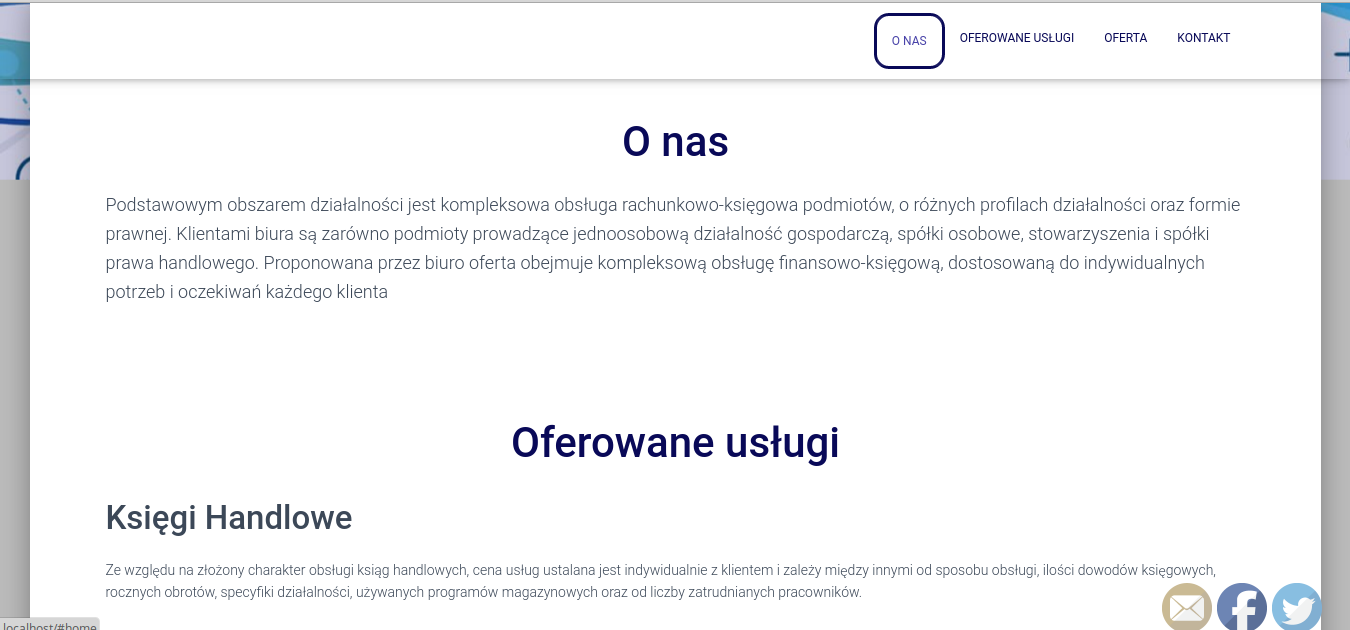 O NAS OFEROWANE USŁUGI OFERTA KONTAKT
O nas
Podstawowym obszarem działalności jest kompleksowa obsługa rachunkowo-księgowa podmiotów, o różnych profilach działalności oraz formie
prawnej. Klientami biura są zarówno podmioty prowadzące jednoosobową działalność gospodarczą, spółki osobowe, stowarzyszenia i spółki
prawa handlowego. Proponowana przez biuro oferta obejmuje kompleksową obsługę finansowo-księgową, dostosowaną do indywidualnych
potrzeb i oczekiwań każdego klienta
Oferowane usługi
Księgi Handlowe
Ze względu na złożony charakter obsługi ksiąg handlowych, cena usług ustalana jest indywidualnie z klientem i zależy między innymi od sposobu obsługi, ilości dowodów księgowych,
rocznych obrotów, specyfiki działalności, używanych programów magazynowych oraz od liczby zatrudnianych pracowników.
localhost/#home